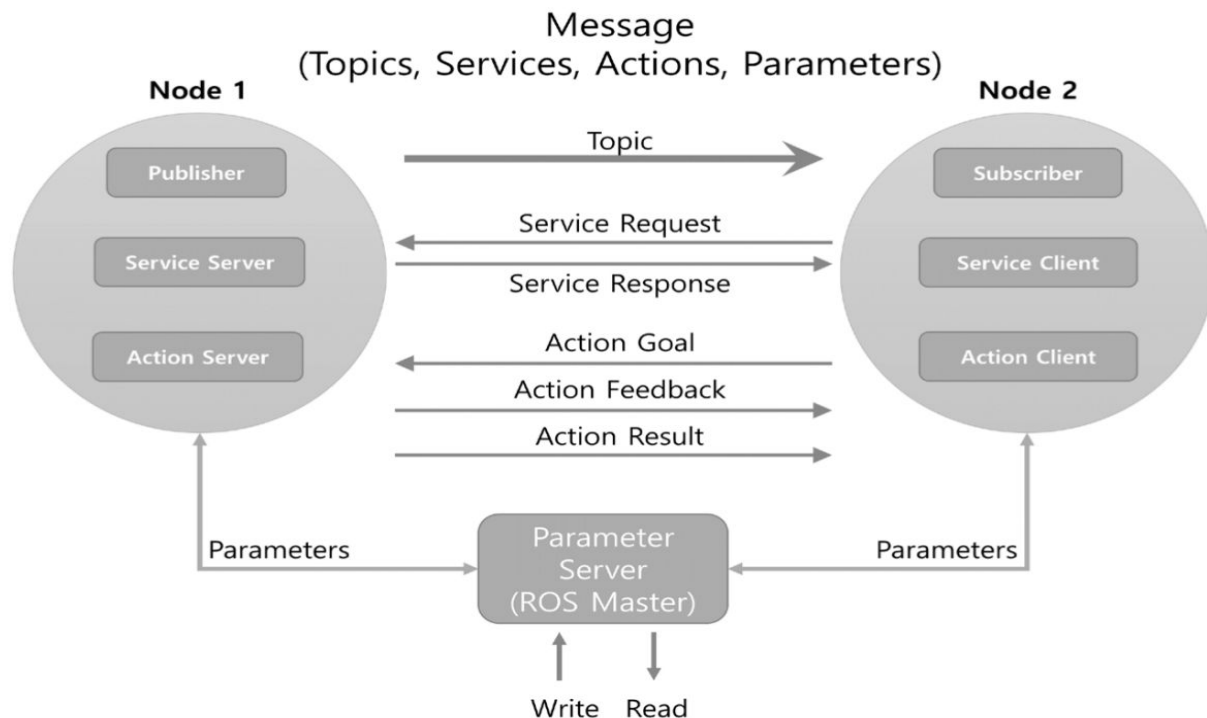 Message
(Topics, Services, Actions, Parameters)
Node 1
Node 2
Publisher
Topic
Subscriber
Service Request
Service Server
Service Client
Service Response
Action Server
Action Goal
Action Client
Action Feedback
Action Result
Parameters
Parameter
Server
(ROS Master)
Parameters
Write
Read